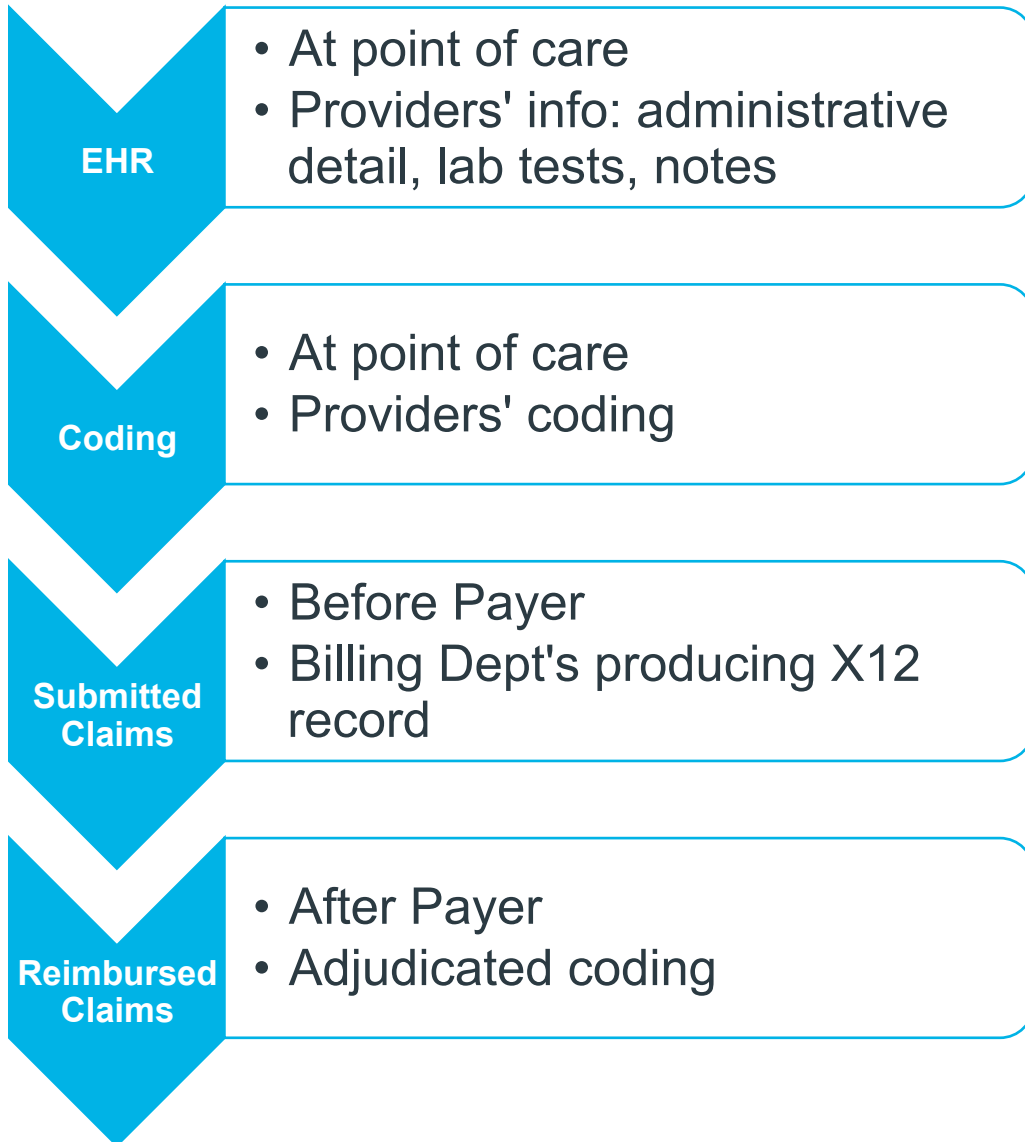 EHR
• At point of care
• Providers' info: administrative
detail, lab tests, notes
Coding
• At point of care
• Providers' coding
Submitted
Claims
• Before Payer
• Billing Dept's producing X12
record
Reimbursed
Claims
• After Payer
• Adjudicated coding